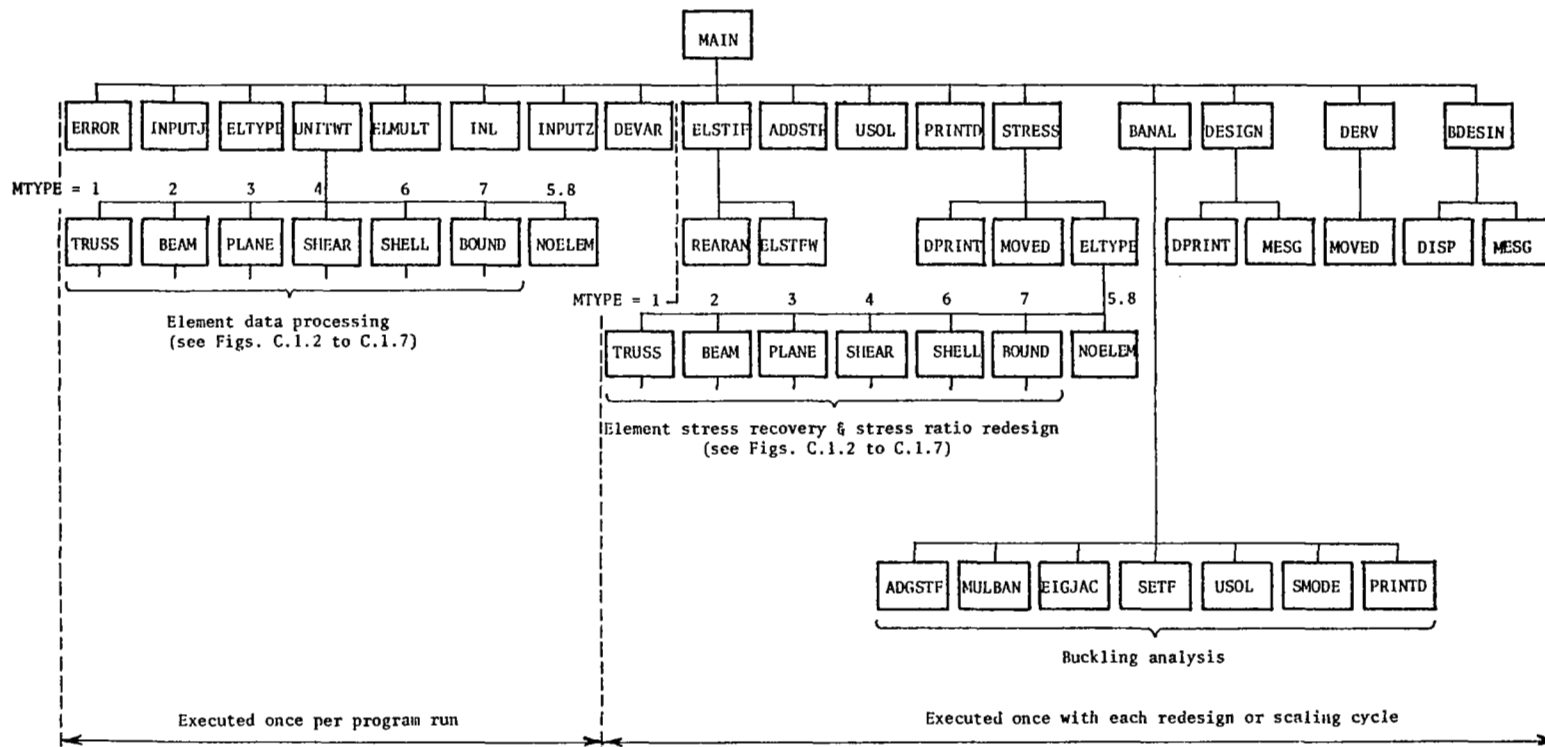 MAIN
ERROR INPUTJ ELTYPE UNITWT ELMULT INL INPUTZ DEVAR ELSTIF ADDSTF USOL PRINTD STRESS BANAL DESIGN DERV BDESIN
MTYPE = 1 2 3 4 6 7 5.8
TRUSS BEAM PLANE SHEAR SHELL BOUND NOELEM REARAN ELSTFW DPRINT MOVED ELTYPE DPRINT MESG MOVED DISP MESG
Element data processing
(see Figs. C.1.2 to C.1.7)
MTYPE = 1 2 3 4 6 7 5.8
TRUSS BEAM PLANE SHEAR SHELL BOUND NOELEM
Element stress recovery & stress ratio redesign
(see Figs. C.1.2 to C.1.7)
ADGSTF MULBAN EIGJAC SETF USOL SMODE PRINTD
Buckling analysis
Executed once per program run
Executed once with each redesign or scaling cycle